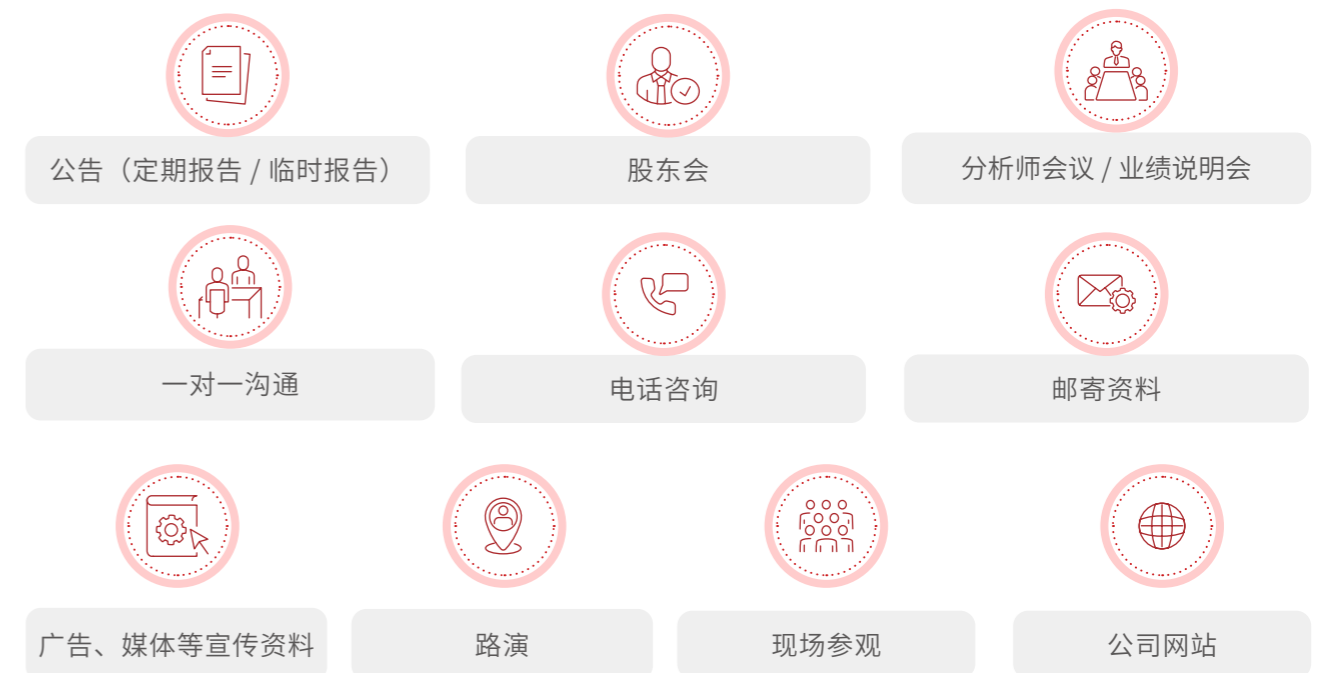 公告（定期报告 / 临时报告）
股东会
分析师会议 / 业绩说明会
一对一沟通
电话咨询
邮寄资料
广告、媒体等宣传资料
路演
现场参观
公司网站